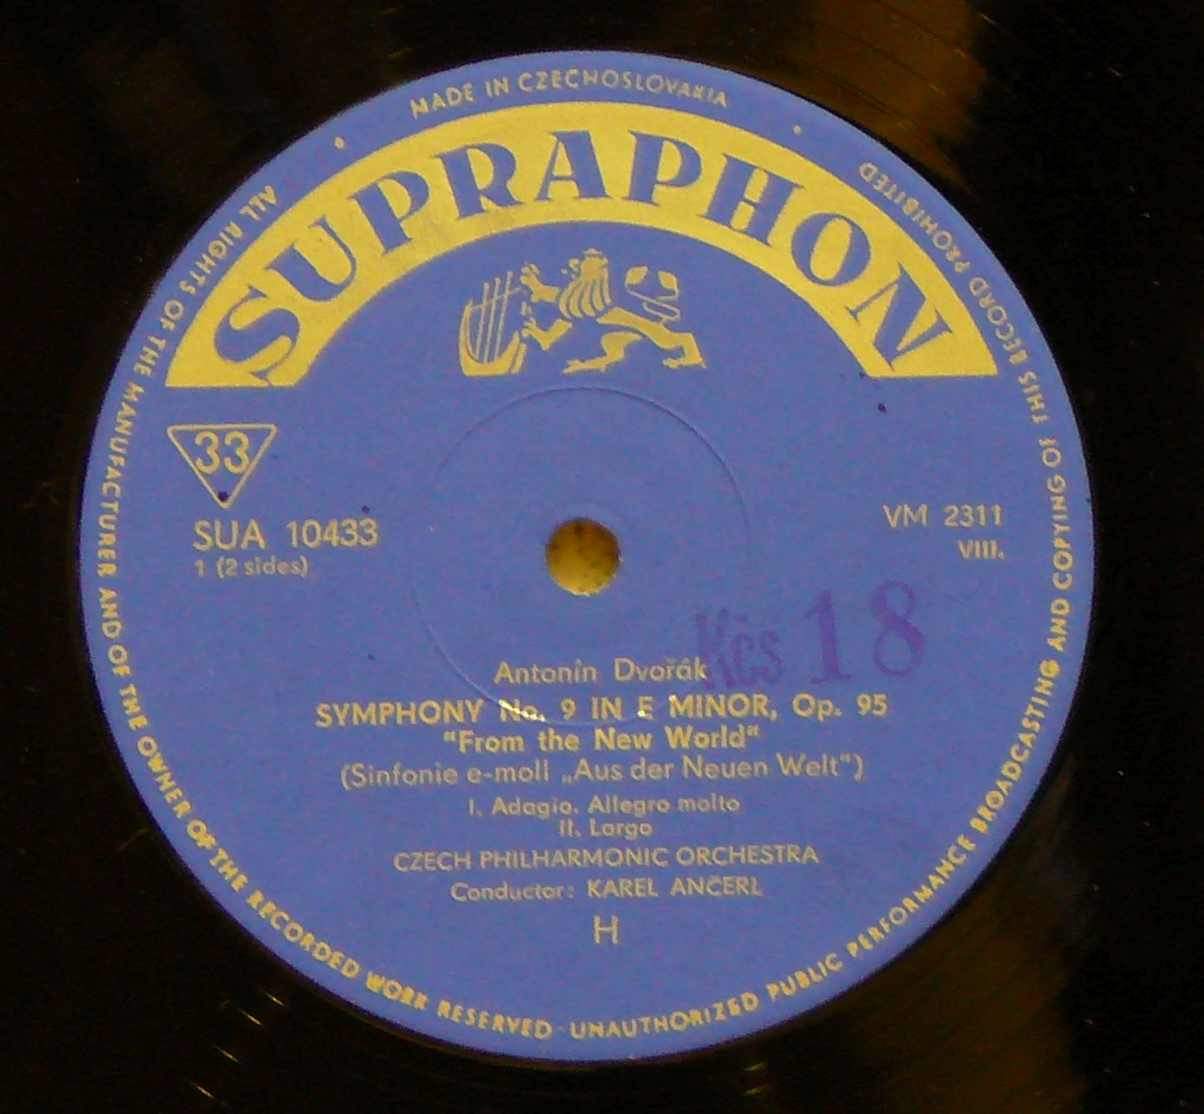 MADE IN CZECHOSLOVAKIA
SUPRAPHON
33
SUA 10433
1 (2 sides)
VM 2311
VIII.
Kčs 18
Antonín Dvořák
SYMPHONY No. 9 IN E MINOR, Op. 95
"From the New World"
(Sinfonie e-moll „Aus der Neuen Welt")
I. Adagio. Allegro molto
II. Largo
CZECH PHILHARMONIC ORCHESTRA
Conductor: KAREL ANČERL
H
ALL RIGHTS OF THE MANUFACTURER AND OF THE OWNER OF THE RECORDED WORK RESERVED · UNAUTHORIZED PUBLIC PERFORMANCE BROADCASTING AND COPYING OF THIS RECORD PROHIBITED